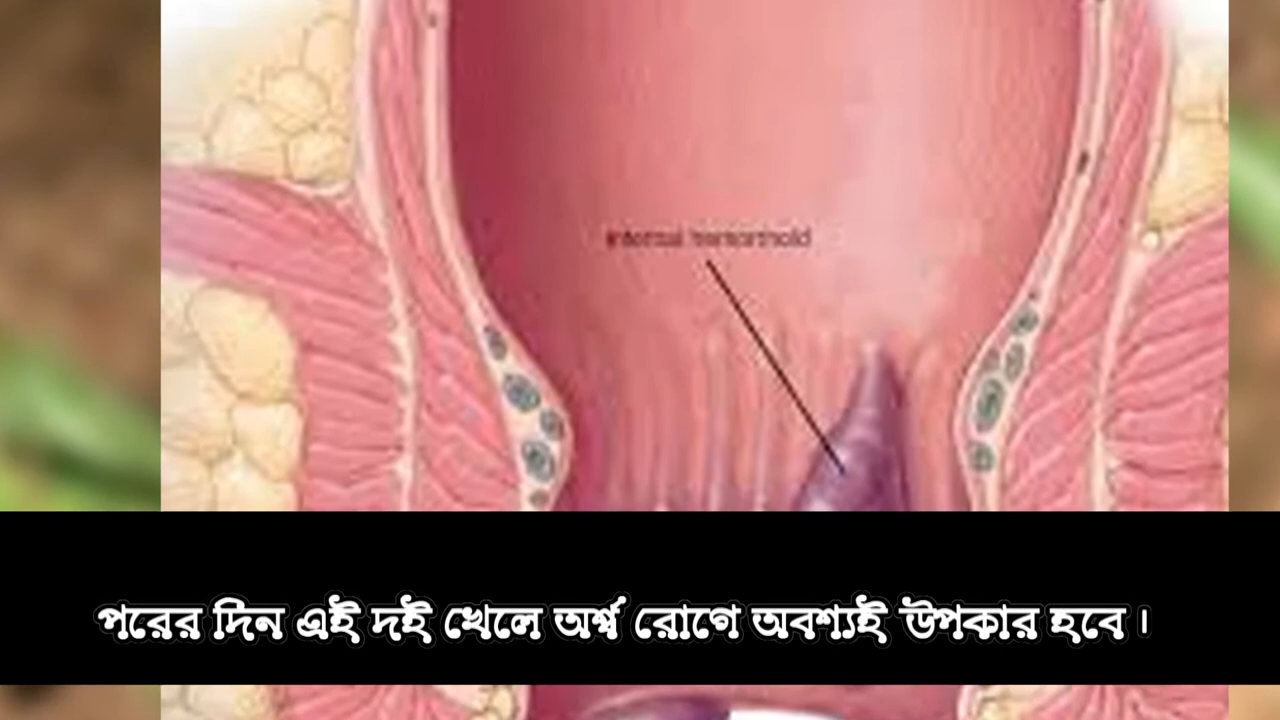 Internal hemorrhoid
পরের দিন এই দই খেলে অর্শ্ব রোগে অবশ্যই উপকার হবে।